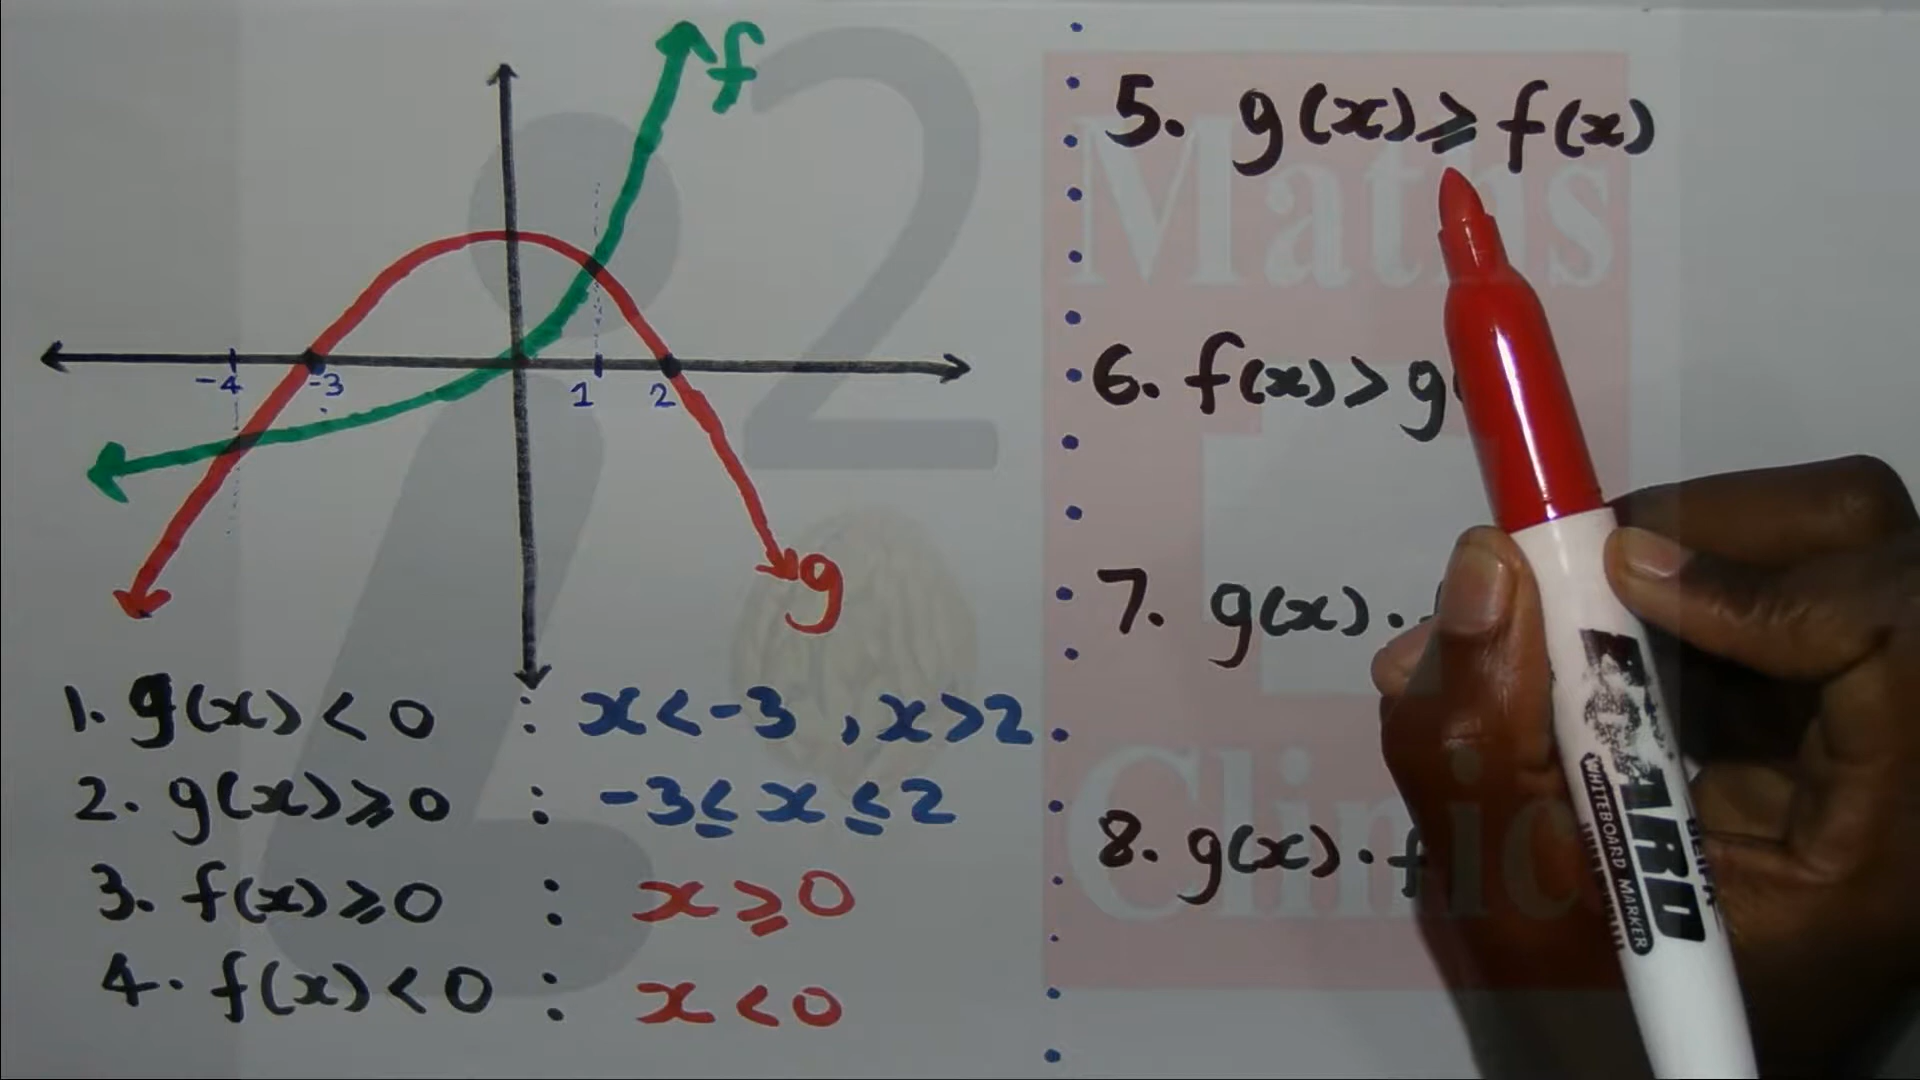 f
-4 -3 1 2
g
1. g(x) < 0 : x < -3 , x > 2
2. g(x) ≥ 0 : -3 ≤ x ≤ 2
3. f(x) ≥ 0 : x ≥ 0
4. f(x) < 0 : x < 0
5. g(x) ≥ f(x)
6. f(x) > g
7. g(x) .
8. g(x) . f
2
Maths
Clinic
WHITEBOARD MARKER